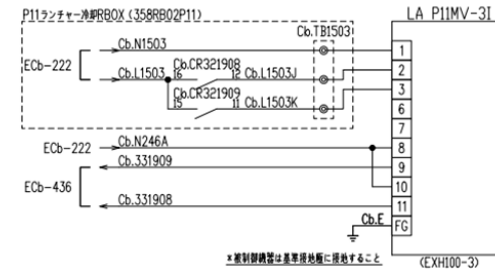 P11ランチャー冷却RBOX (358RB02P11)
LA P11MV-3I
Cb.TB1503
Cb.N1503
1
ECb-222
Cb.CR321908
2
Cb.L1503
16
12
Cb.L1503J
3
Cb.CR321909
15
11
Cb.L1503K
6
7
ECb-222
Cb.N246A
8
Cb.331909
9
ECb-436
10
Cb.331908
11
Cb.E
FG
*被制御機器は基準接地極に接地すること
(EXH100-3)